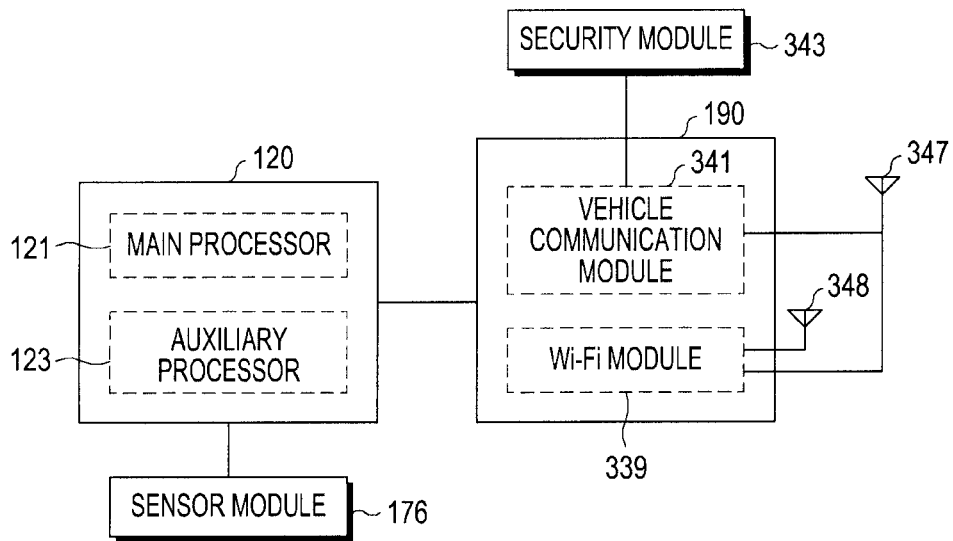 SECURITY MODULE
343
190
120
341
347
121
MAIN PROCESSOR
VEHICLE
COMMUNICATION
MODULE
348
123
AUXILIARY
PROCESSOR
Wi-Fi MODULE
339
SENSOR MODULE
176